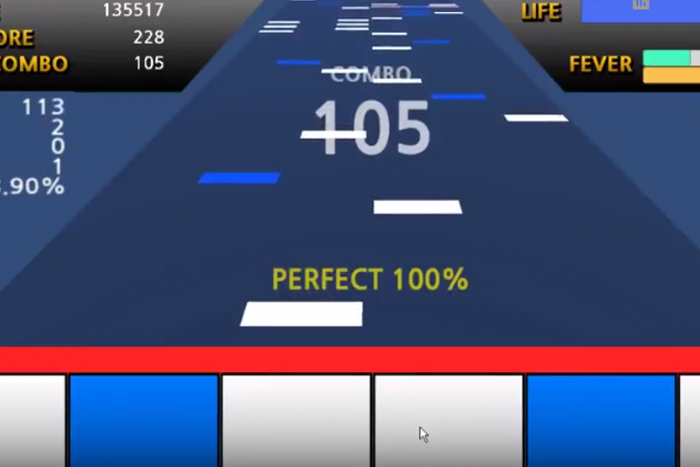 135517
ORE 228
COMBO 105
LIFE
FEVER
113
2
0
1
.90%
COMBO
105
PERFECT 100%